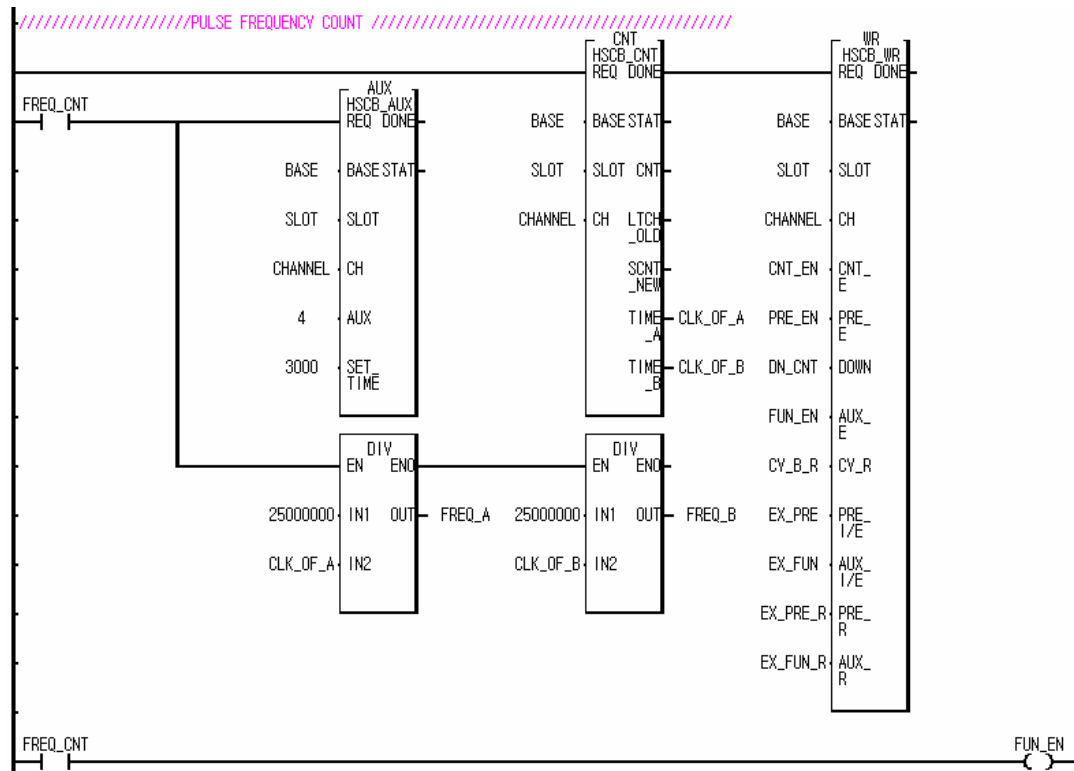 ////////////////////PULSE FREQUENCY COUNT //////////////////////////////////////////
CNT WR
HSCB_CNT HSCB_WR
REQ DONE REQ DONE
AUX
FREQ_CNT HSCB_AUX
REQ DONE BASE BASE STAT BASE BASE STAT
BASE BASE STAT SLOT SLOT CNT SLOT SLOT
SLOT SLOT CHANNEL CH LTCH CHANNEL CH
_OLD
CHANNEL CH SCNT CNT_EN CNT_
_NEW E
4 AUX TIME CLK_OF_A PRE_EN PRE_
_A E
3000 SET_ TIME CLK_OF_B DN_CNT DOWN
TIME _B
FUN_EN AUX_
E
DIV DIV
EN ENO EN ENO CV_B_R CV_R
25000000 IN1 OUT FREQ_A 25000000 IN1 OUT FREQ_B EX_PRE PRE_
I/E
CLK_OF_A IN2 CLK_OF_B IN2 EX_FUN AUX_
I/E
EX_PRE_R PRE_
R
EX_FUN_R AUX_
R
FREQ_CNT FUN_EN